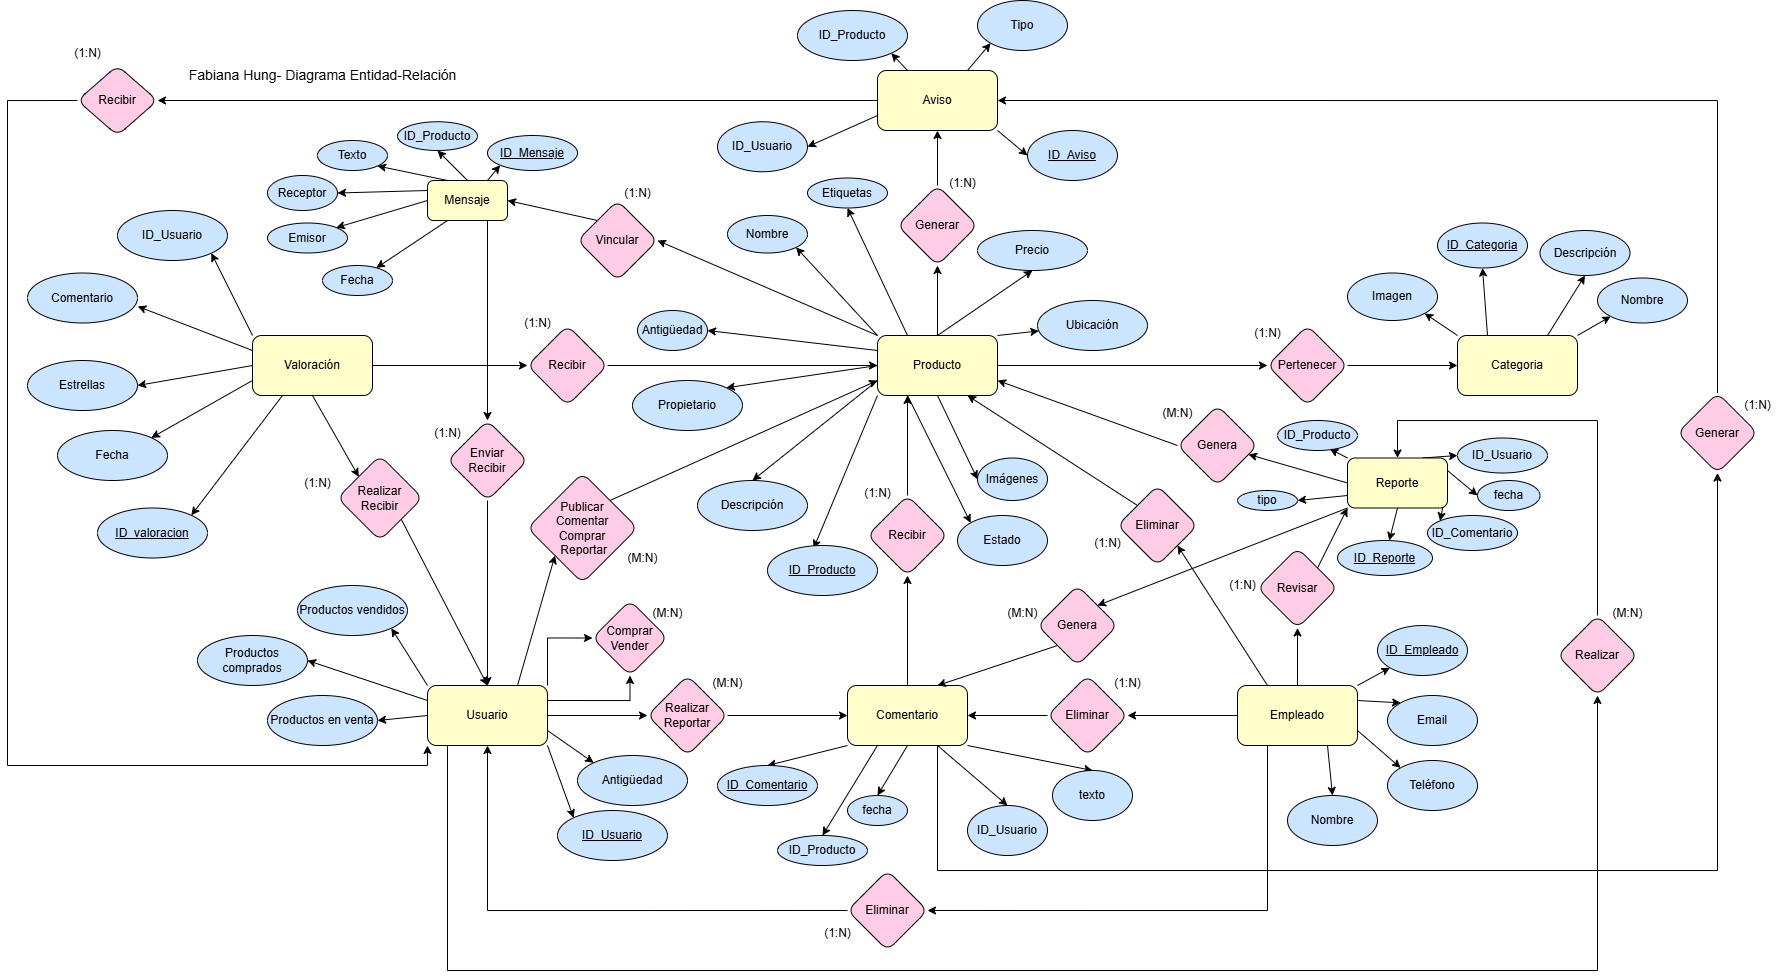 Tipo
ID_Producto
(1:N)
Fabiana Hung- Diagrama Entidad-Relación
Recibir
Aviso
ID_Producto
Texto
ID_Mensaje
ID_Usuario
ID_Aviso
Receptor
Mensaje
(1:N)
Etiquetas
(1:N)
Generar
Emisor
Vincular
Nombre
ID_Usuario
Precio
ID_Categoria
Descripción
Fecha
Comentario
Imagen
Nombre
(1:N)
Antigüedad
Ubicación
(1:N)
Valoración
Recibir
Producto
Pertenecer
Categoria
Estrellas
Propietario
(M:N)
(1:N)
Genera
ID_Producto
Generar
(1:N)
Enviar
Recibir
Fecha
ID_Usuario
Reporte
(1:N)
Realizar
Recibir
Descripción
(1:N)
Imágenes
tipo
fecha
Publicar
Comentar
Comprar
Reportar
(M:N)
ID_valoracion
Recibir
Estado
Eliminar
(1:N)
ID_Comentario
ID_Reporte
ID_Producto
(1:N)
Revisar
Productos vendidos
(M:N)
Comprar
Vender
(M:N)
Genera
(M:N)
Realizar
Productos
comprados
ID_Empleado
(M:N)
(1:N)
Productos en venta
Usuario
Realizar
Reportar
Comentario
Eliminar
Empleado
Email
Antigüedad
ID_Comentario
texto
Teléfono
fecha
Nombre
ID_Usuario
ID_Usuario
ID_Producto
Eliminar
(1:N)